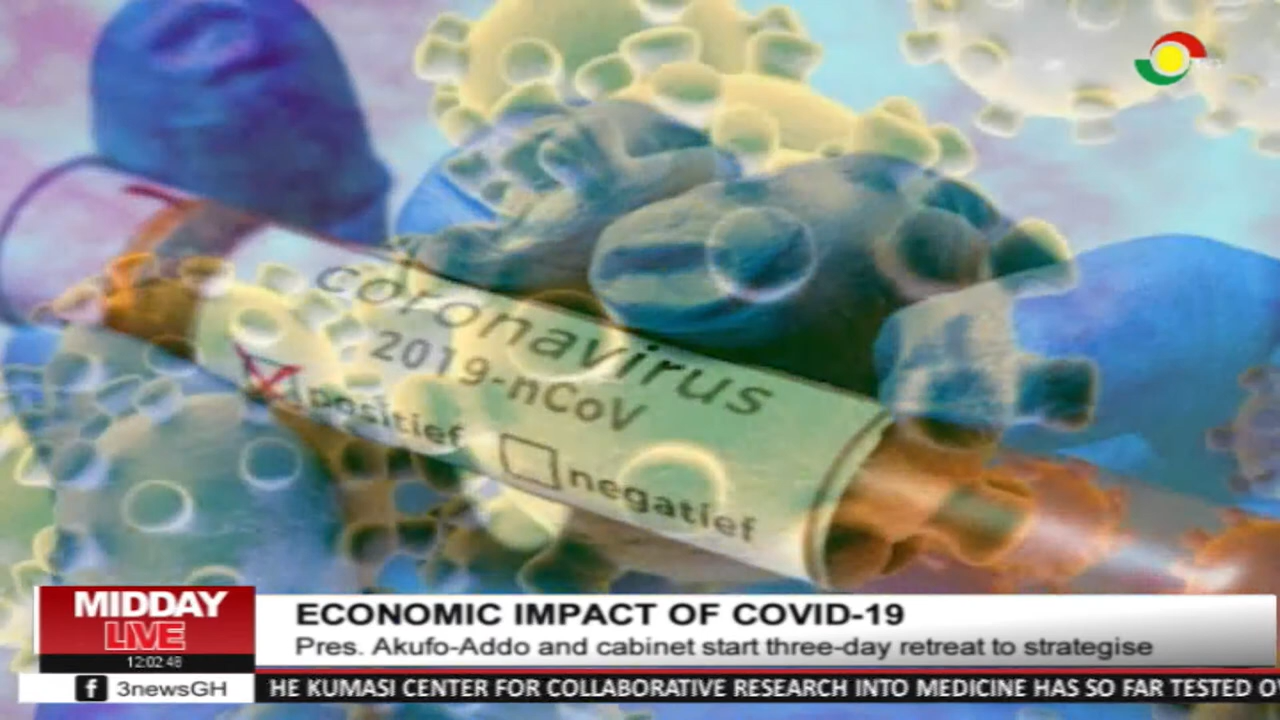 coronavirus
2019-nCoV
positief
negatief
MIDDAY
LIVE
12:02:48
ECONOMIC IMPACT OF COVID-19
Pres. Akufo-Addo and cabinet start three-day retreat to strategise
3newsGH
HE KUMASI CENTER FOR COLLABORATIVE RESEARCH INTO MEDICINE HAS SO FAR TESTED